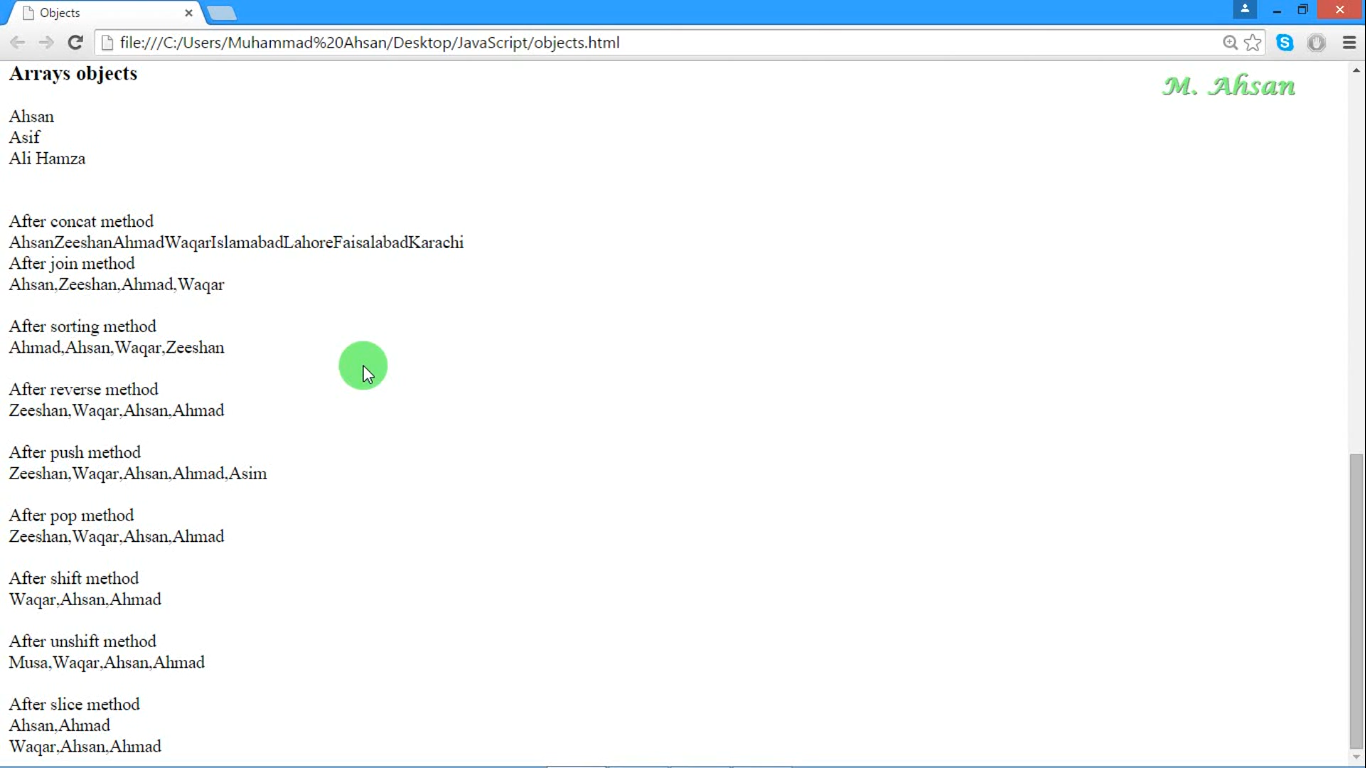 Objects
file:///C:/Users/Muhammad%20Ahsan/Desktop/JavaScript/objects.html
Arrays objects
M. Ahsan
Ahsan
Asif
Ali Hamza
After concat method
AhsanZeeshanAhmadWaqarIslamabadLahoreFaisalabadKarachi
After join method
Ahsan,Zeeshan,Ahmad,Waqar
After sorting method
Ahmad,Ahsan,Waqar,Zeeshan
After reverse method
Zeeshan,Waqar,Ahsan,Ahmad
After push method
Zeeshan,Waqar,Ahsan,Ahmad,Asim
After pop method
Zeeshan,Waqar,Ahsan,Ahmad
After shift method
Waqar,Ahsan,Ahmad
After unshift method
Musa,Waqar,Ahsan,Ahmad
After slice method
Ahsan,Ahmad
Waqar,Ahsan,Ahmad